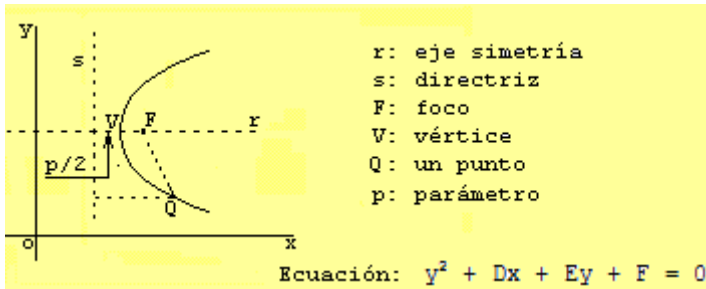 y
s
V F r
p/2
Q
o x
r: eje simetría
s: directriz
F: foco
V: vértice
Q: un punto
p: parámetro
Ecuación: y² + Dx + Ey + F = 0